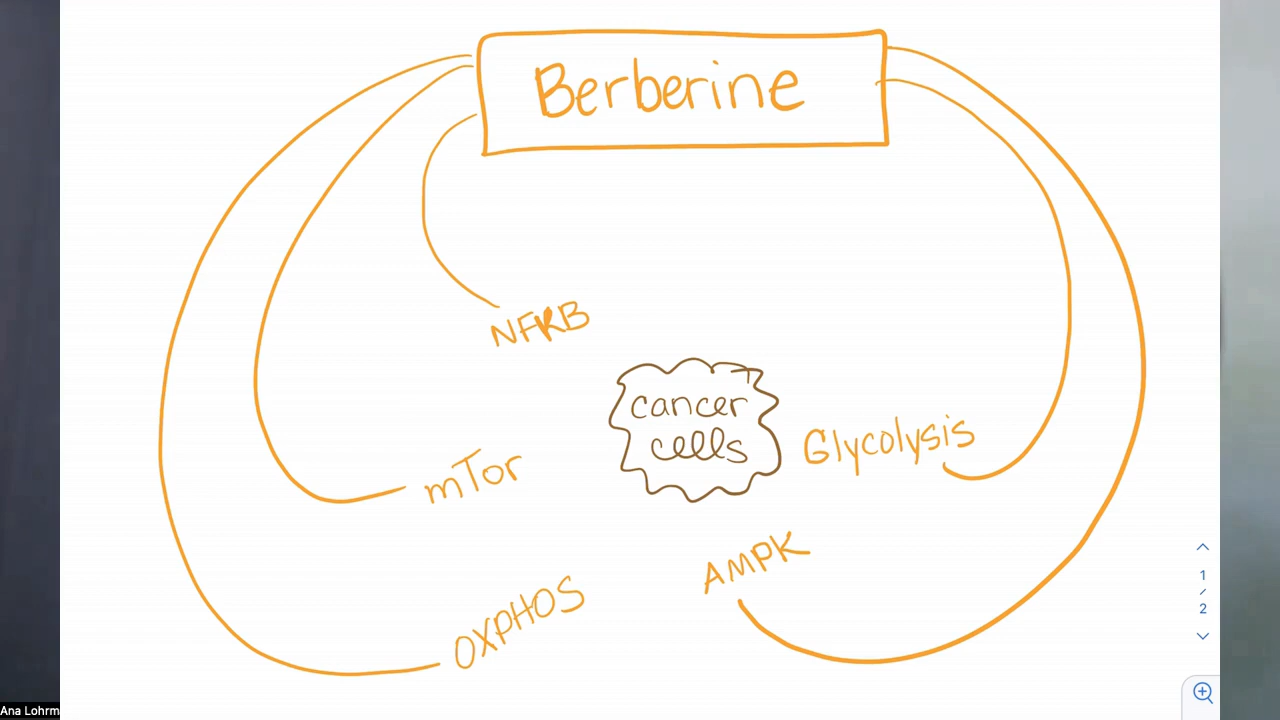 Berberine
NFKB
cancer
cells
Glycolysis
mTor
AMPK
OXPHOS
1
/
2
Ana Lohrm